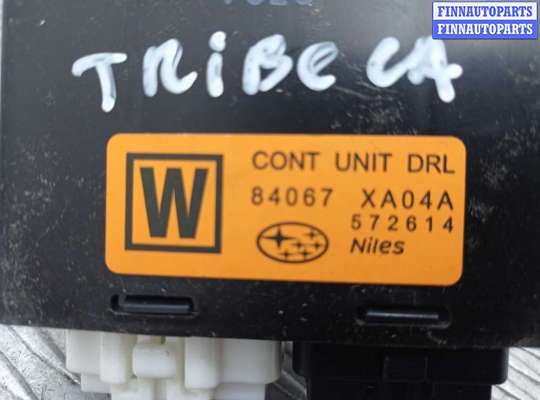 FINNAUTOPARTS
FINNAUTOPARTS
TRIBECA
W
CONT UNIT DRL
84067 XA04A
572614
Niles